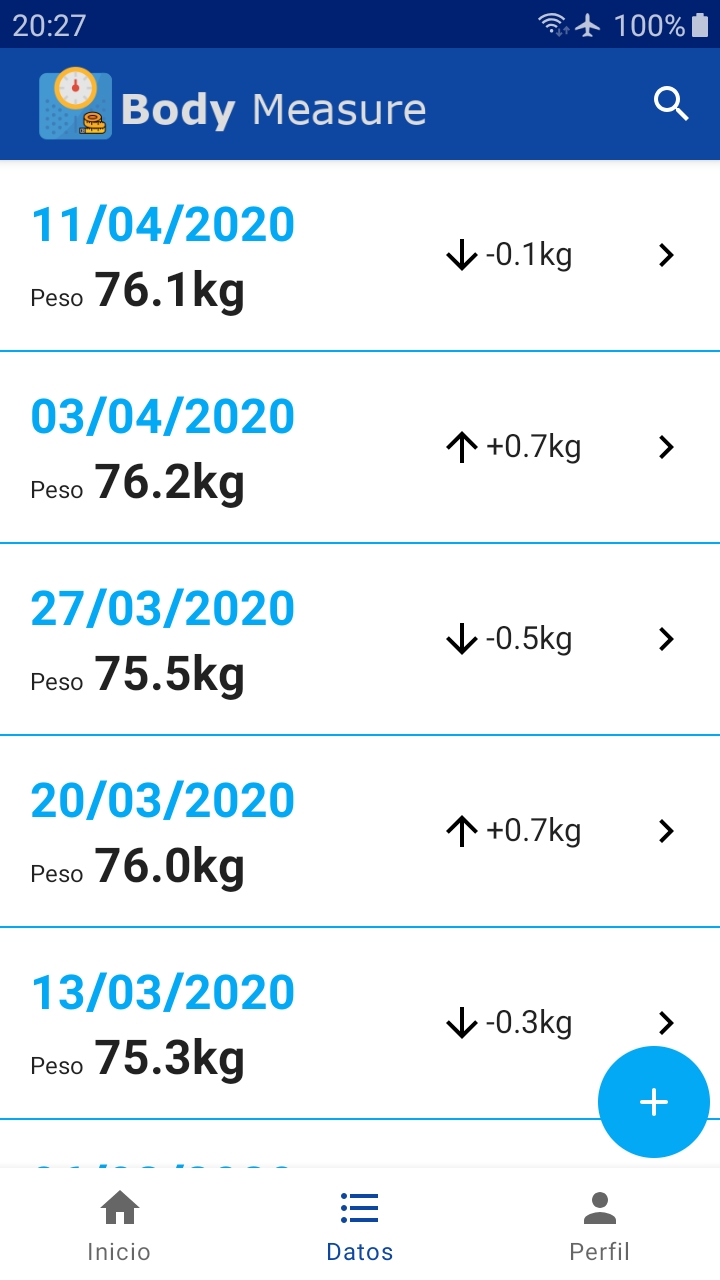 20:27 100%
Body Measure
11/04/2020
Peso 76.1kg
-0.1kg
03/04/2020
Peso 76.2kg
+0.7kg
27/03/2020
Peso 75.5kg
-0.5kg
20/03/2020
Peso 76.0kg
+0.7kg
13/03/2020
Peso 75.3kg
-0.3kg
Inicio Datos Perfil